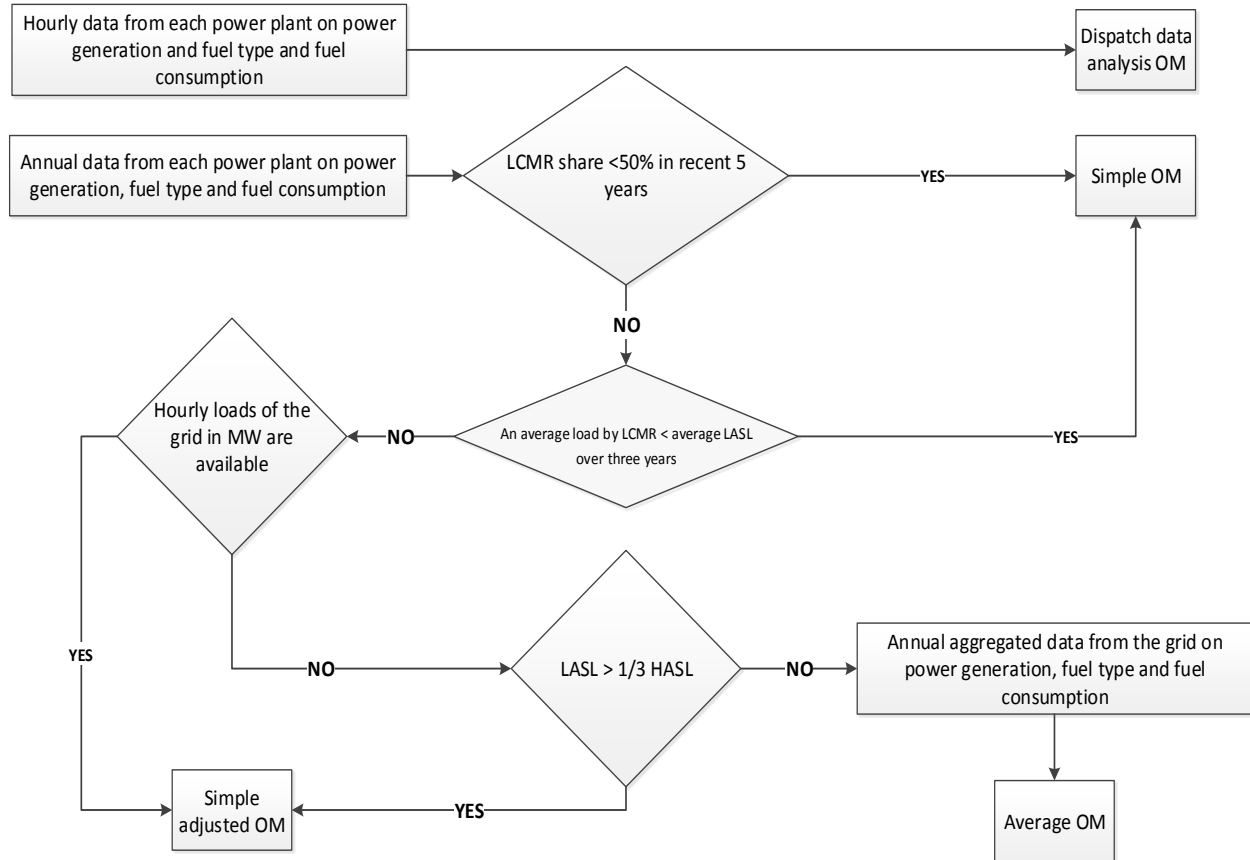 Hourly data from each power plant on power
generation and fuel type and fuel
consumption
Dispatch data
analysis OM
Annual data from each power plant on power
generation, fuel type and fuel consumption
LCMR share <50% in recent 5
years
YES
Simple OM
NO
Hourly loads of the
grid in MW are
available
NO
An average load by LCMR < average LASL
over three years
YES
YES
NO
LASL > 1/3 HASL
NO
Annual aggregated data from the grid on
power generation, fuel type and fuel
consumption
Simple
adjusted OM
YES
Average OM